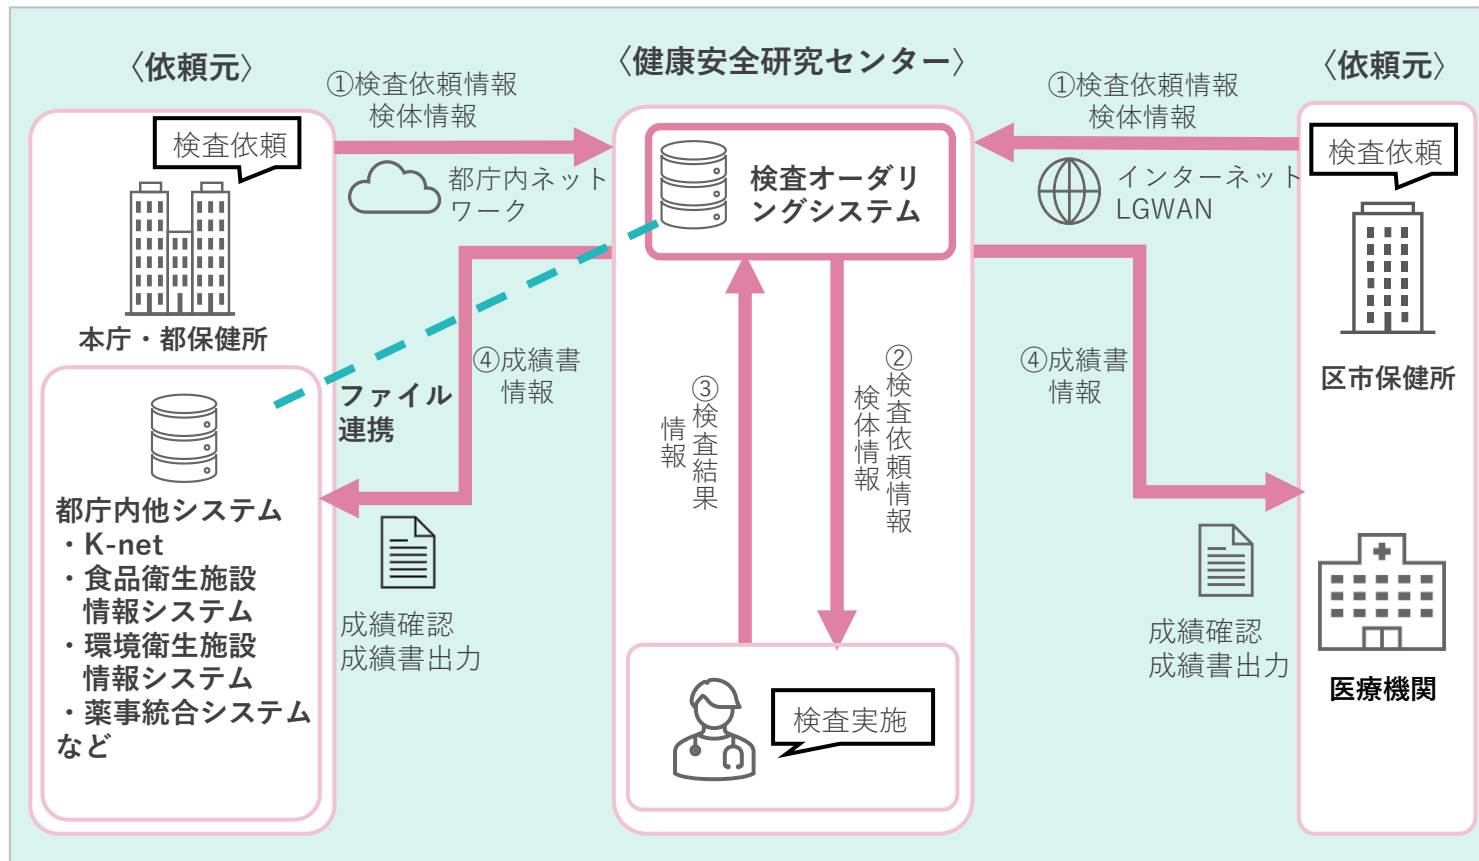 〈依頼元〉
①検査依頼情報
検体情報
検査依頼
都庁内ネット
ワーク
本庁・都保健所
④成績書
情報
ファイル
連携
都庁内他システム
・K-net
・食品衛生施設
情報システム
・環境衛生施設
情報システム
・薬事統合システム
など
成績確認
成績書出力
〈健康安全研究センター〉
検査オーダリ
ングシステム
③検査結果
情報
②検査依頼情報
検体情報
検査実施
〈依頼元〉
①検査依頼情報
検体情報
検査依頼
インターネット
LGWAN
④成績書
情報
区市保健所
成績確認
成績書出力
医療機関